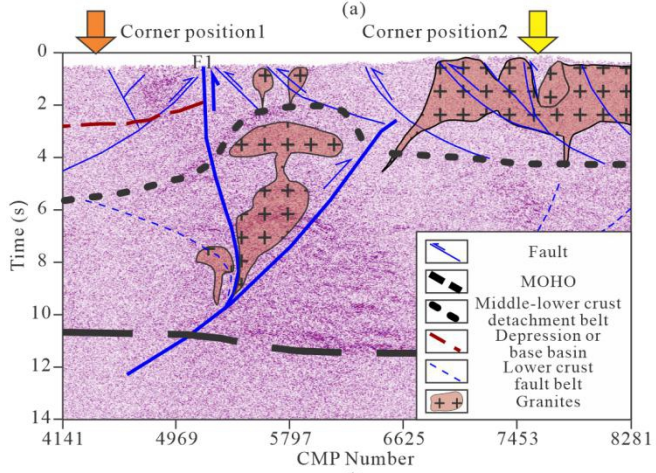 (a)
Corner position1
Corner position2
F1
0
2
4
6
8
10
12
14
Time (s)
Fault
MOHO
Middle-lower crust
detachment belt
Depression or
base basin
Lower crust
fault belt
Granites
4141
4969
5797
6625
7453
8281
CMP Number